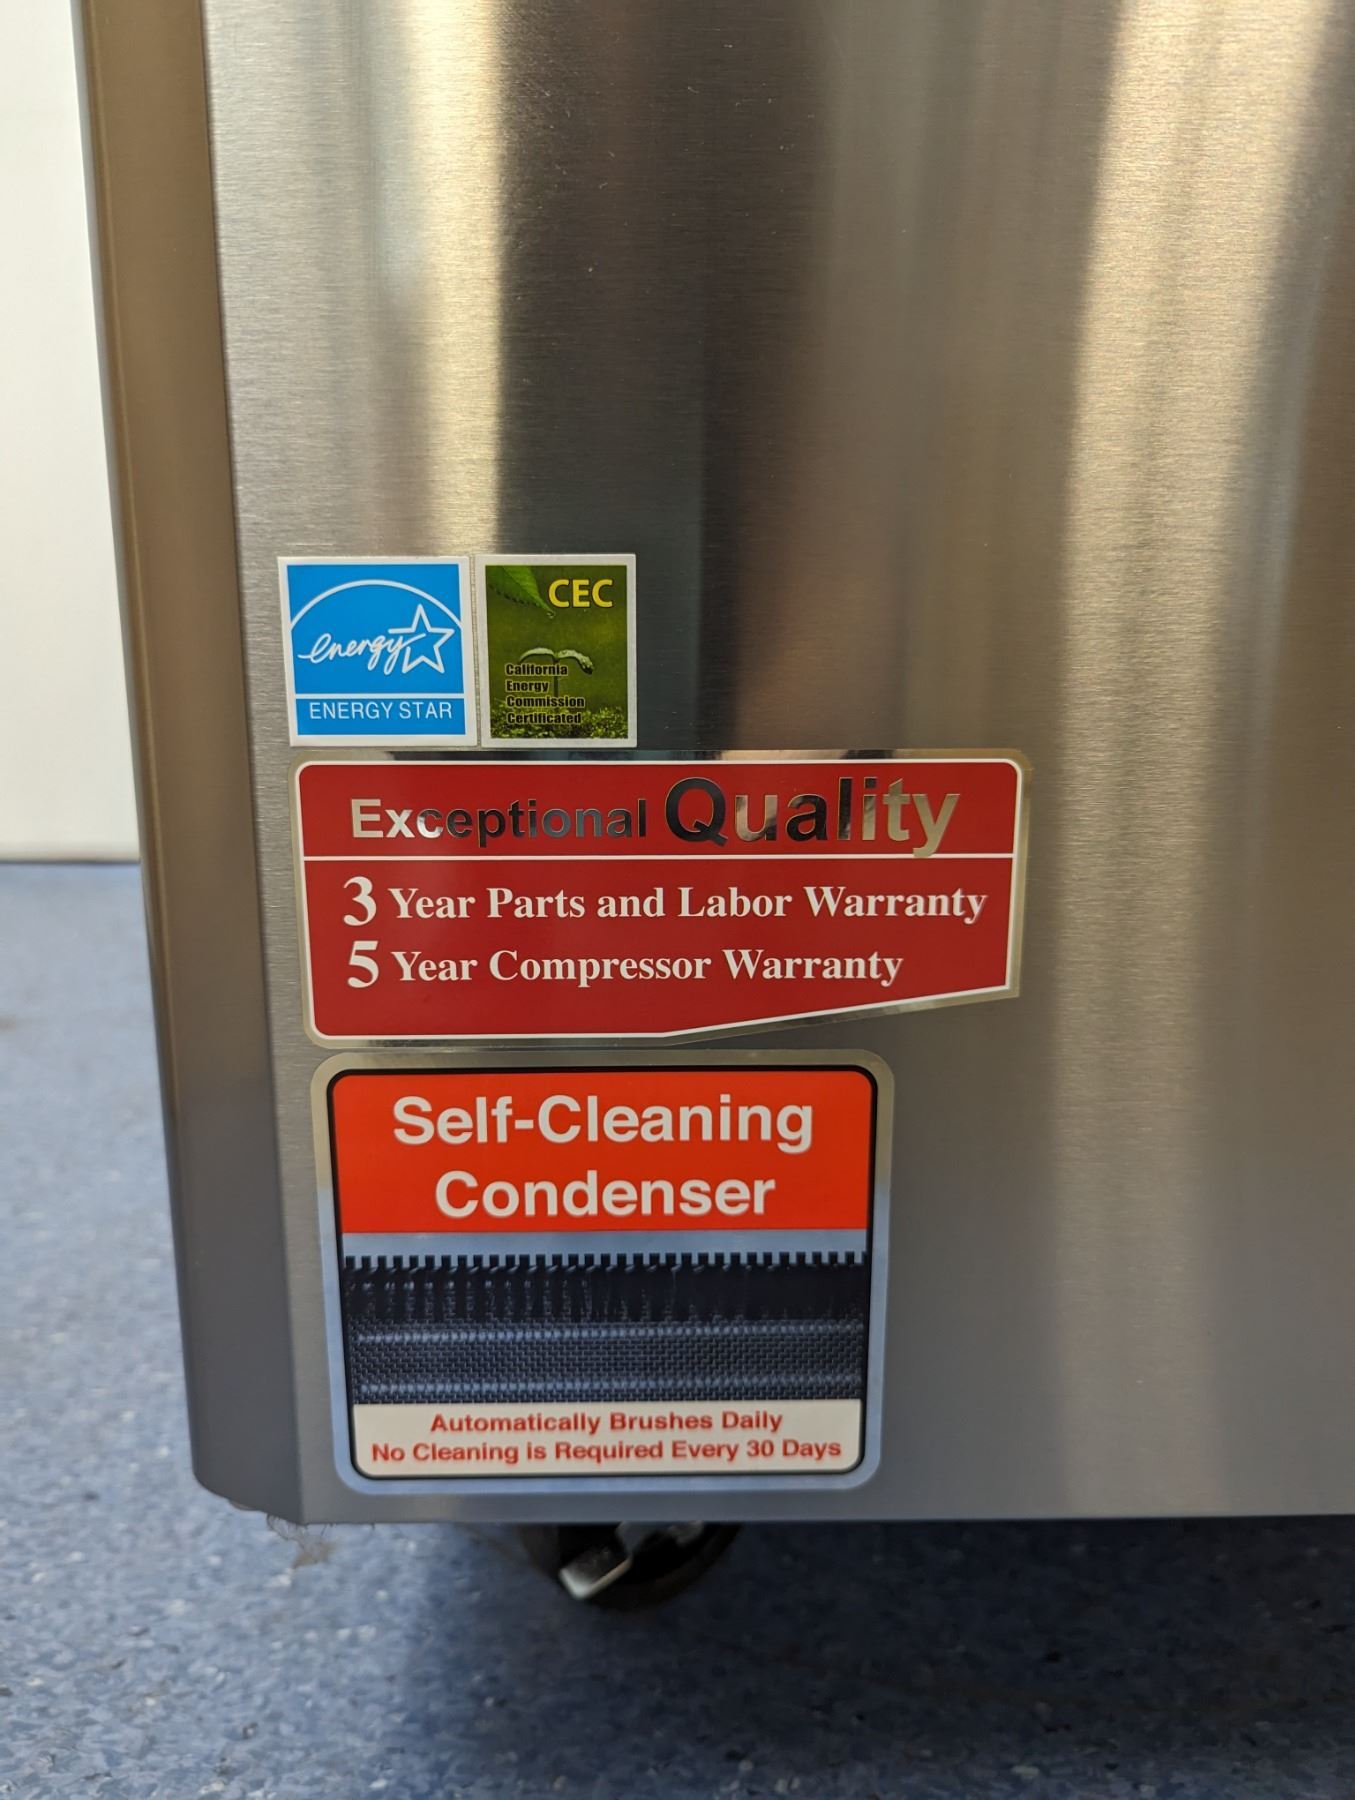 energy
ENERGY STAR
CEC
California
Energy
Commission
Certificated
Exceptional Quality
3 Year Parts and Labor Warranty
5 Year Compressor Warranty
Self-Cleaning
Condenser
Automatically Brushes Daily
No Cleaning is Required Every 30 Days